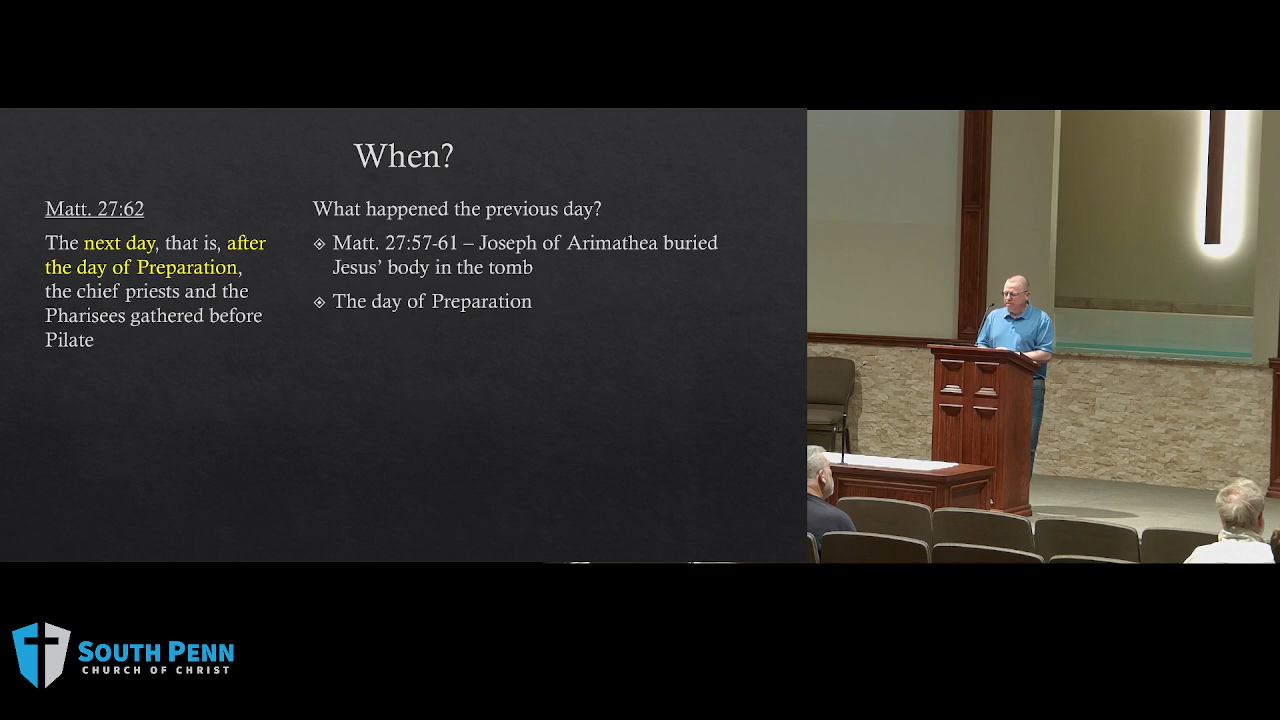 When?
Matt. 27:62
The next day, that is, after
the day of Preparation,
the chief priests and the
Pharisees gathered before
Pilate
What happened the previous day?
Matt. 27:57-61 – Joseph of Arimathea buried
Jesus’ body in the tomb
The day of Preparation
SOUTH PENN
CHURCH OF CHRIST